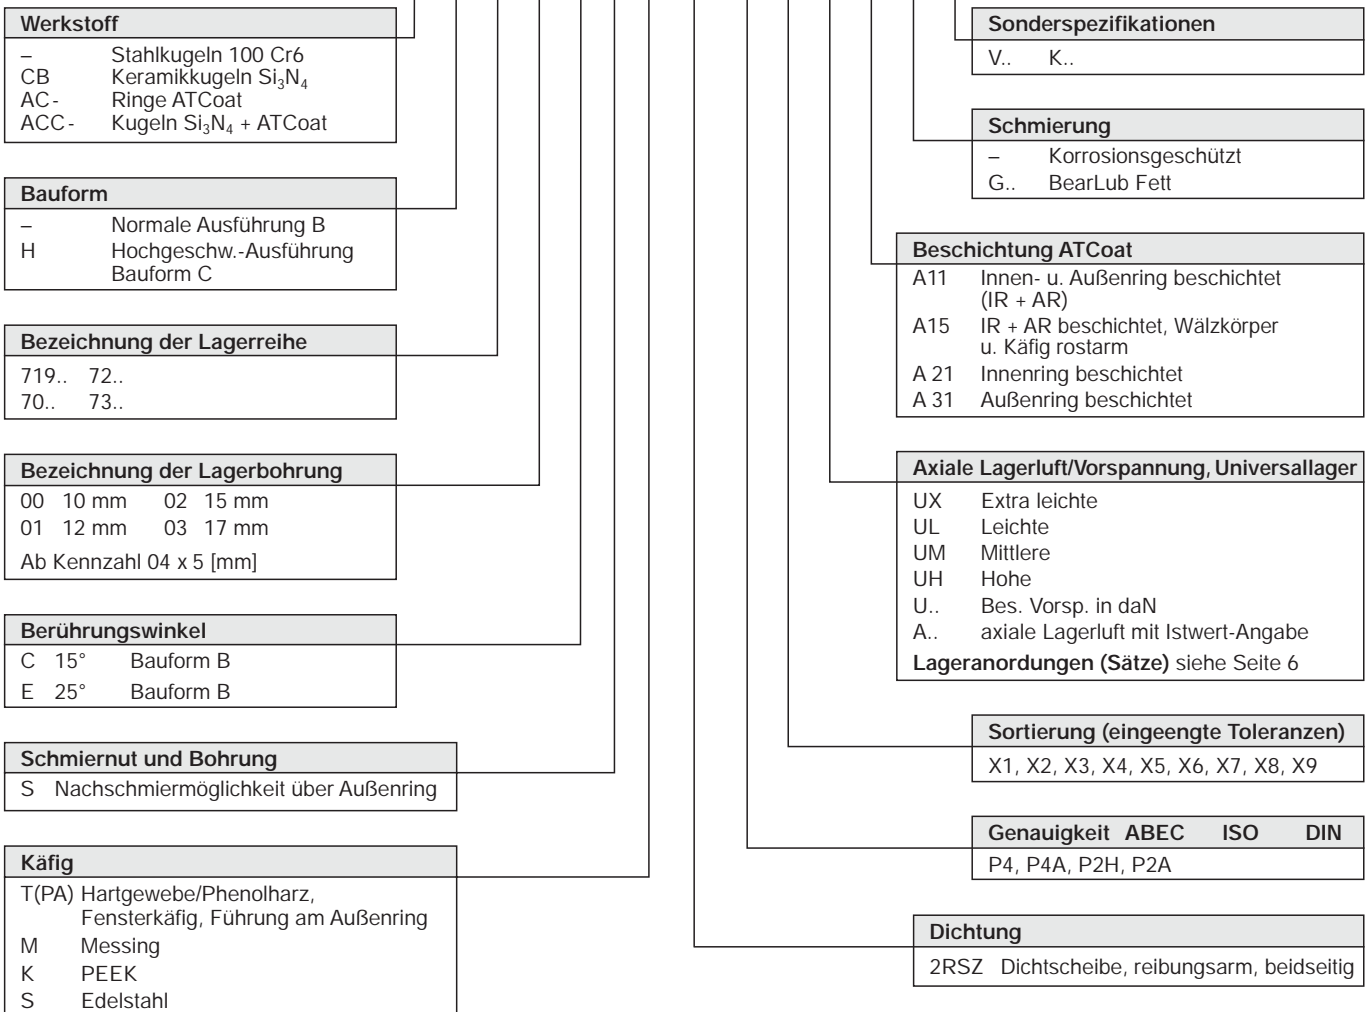 Werkstoff
– Stahlkugeln 100 Cr6
CB Keramikkugeln Si₃N₄
AC- Ringe ATCoat
ACC- Kugeln Si₃N₄ + ATCoat
Bauform
– Normale Ausführung B
H Hochgeschw.-Ausführung
Bauform C
Bezeichnung der Lagerreihe
719.. 72..
70.. 73..
Bezeichnung der Lagerbohrung
00 10 mm 02 15 mm
01 12 mm 03 17 mm
Ab Kennzahl 04 x 5 [mm]
Berührungswinkel
C 15° Bauform B
E 25° Bauform B
Schmiernut und Bohrung
S Nachschmiermöglichkeit über Außenring
Käfig
T(PA) Hartgewebe/Phenolharz,
Fensterkäfig, Führung am Außenring
M Messing
K PEEK
S Edelstahl
Sonderspezifikationen
V.. K..
Schmierung
– Korrosionsgeschützt
G.. BearLub Fett
Beschichtung ATCoat
A11 Innen- u. Außenring beschichtet
(IR + AR)
A15 IR + AR beschichtet, Wälzkörper
u. Käfig rostarm
A 21 Innenring beschichtet
A 31 Außenring beschichtet
Axiale Lagerluft/Vorspannung, Universallager
UX Extra leichte
UL Leichte
UM Mittlere
UH Hohe
U.. Bes. Vorsp. in daN
A.. axiale Lagerluft mit Istwert-Angabe
Lageranordungen (Sätze) siehe Seite 6
Sortierung (eingeengte Toleranzen)
X1, X2, X3, X4, X5, X6, X7, X8, X9
Genauigkeit ABEC ISO DIN
P4, P4A, P2H, P2A
Dichtung
2RSZ Dichtscheibe, reibungsarm, beidseitig